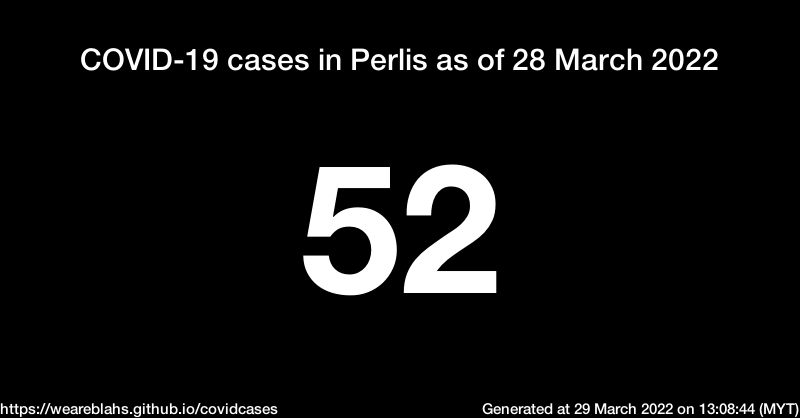 COVID-19 cases in Perlis as of 28 March 2022
52
https://weareblahs.github.io/covidcases
Generated at 29 March 2022 on 13:08:44 (MYT)